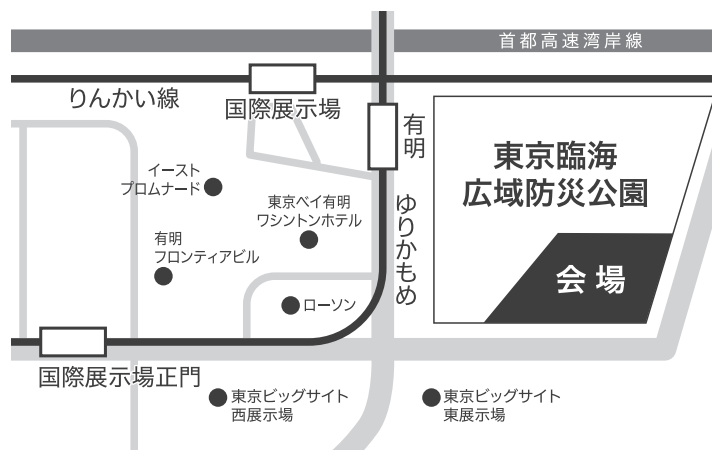 首都高速湾岸線
りんかい線
国際展示場
有明
東京臨海
広域防災公園
イースト
プロムナード
東京ベイ有明
ワシントンホテル
ゆりかもめ
有明
フロンティアビル
会場
ローソン
国際展示場正門
東京ビッグサイト
西展示場
東京ビッグサイト
東展示場